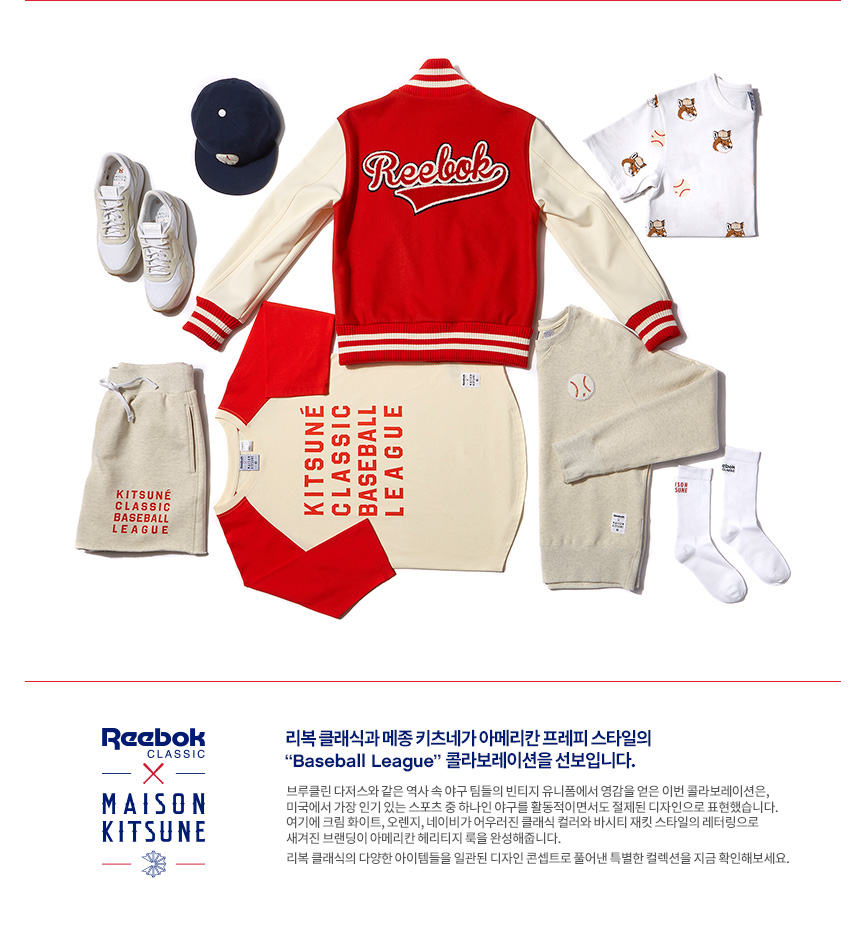 Reebok
KITSUNÉ
CLASSIC
BASEBALL
LEAGUE
KITSUNÉ
CLASSIC
BASEBALL
LEAGUE
Reebok
MAISON
KITSUNE
Reebok
CLASSIC
Reebok
CLASSIC
MAISON
KITSUNE
리복 클래식과 메종 키츠네가 아메리칸 프레피 스타일의
“Baseball League” 콜라보레이션을 선보입니다.
브루클린 다저스와 같은 역사 속 야구 팀들의 빈티지 유니폼에서 영감을 얻은 이번 콜라보레이션은,
미국에서 가장 인기 있는 스포츠 중 하나인 야구를 활동적이면서도 절제된 디자인으로 표현했습니다.
여기에 크림 화이트, 오렌지, 네이비가 어우러진 클래식 컬러와 바시티 재킷 스타일의 레터링으로
새겨진 브랜딩이 아메리칸 헤리티지 룩을 완성해줍니다.
리복 클래식의 다양한 아이템들을 일관된 디자인 콘셉트로 풀어낸 특별한 컬렉션을 지금 확인해보세요.